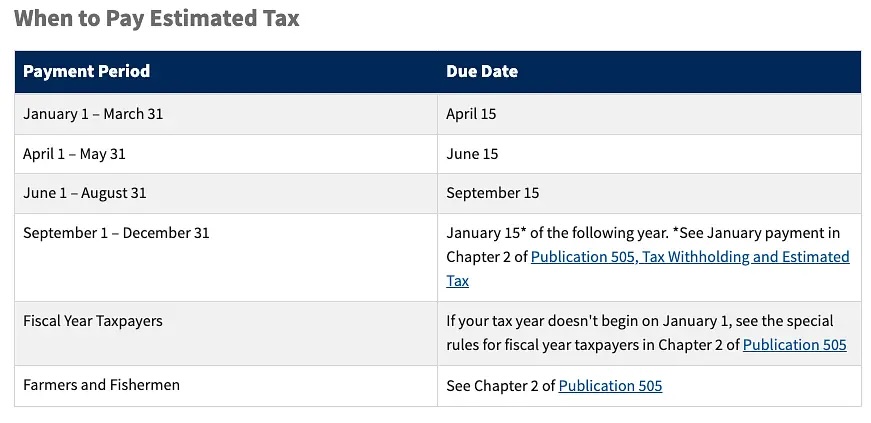 When to Pay Estimated Tax
Payment Period
Due Date
January 1 – March 31
April 15
April 1 – May 31
June 15
June 1 – August 31
September 15
September 1 – December 31
January 15* of the following year. *See January payment in
Chapter 2 of Publication 505, Tax Withholding and Estimated
Tax
Fiscal Year Taxpayers
If your tax year doesn't begin on January 1, see the special
rules for fiscal year taxpayers in Chapter 2 of Publication 505
Farmers and Fishermen
See Chapter 2 of Publication 505